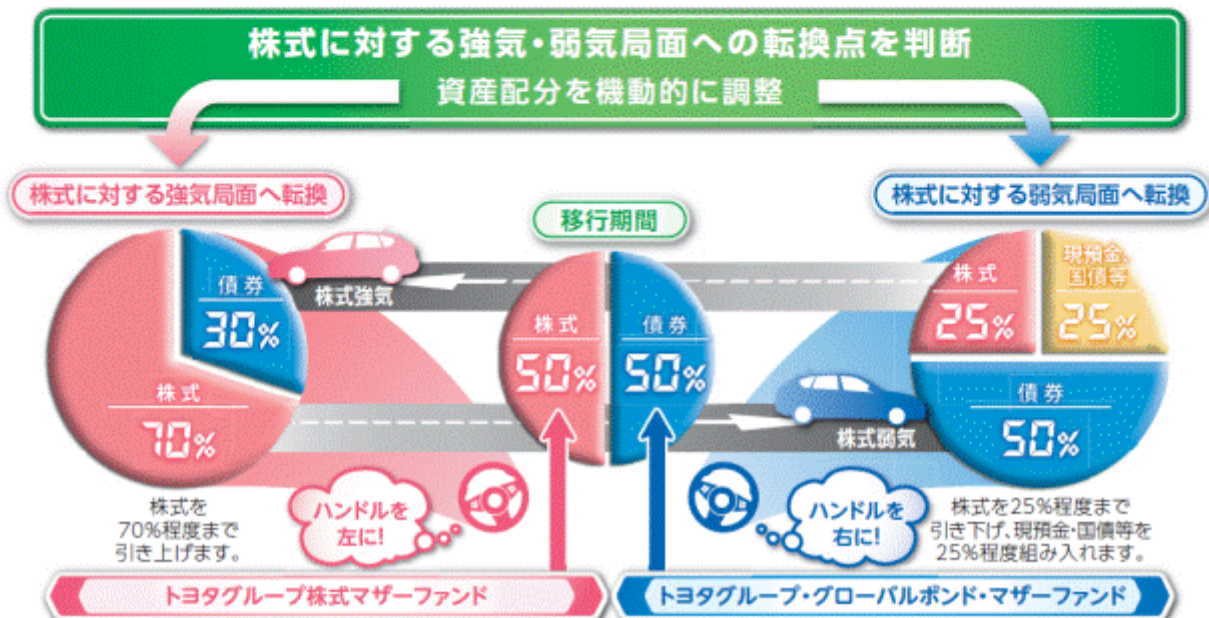 株式に対する強気・弱気局面への転換点を判断
資産配分を機動的に調整
株式に対する強気局面へ転換
移行期間
株式に対する弱気局面へ転換
債券
30%
株式
70%
株式強気
株式
50%
債券
50%
株式
25%
現預金、
国債等
25%
債券
50%
株式弱気
株式を
70%程度まで
引き上げます。
ハンドルを
左に!
ハンドルを
右に!
株式を25%程度まで
引き下げ、現預金・国債等を
25%程度組み入れます。
トヨタグループ株式マザーファンド
トヨタグループ・グローバルボンド・マザーファンド